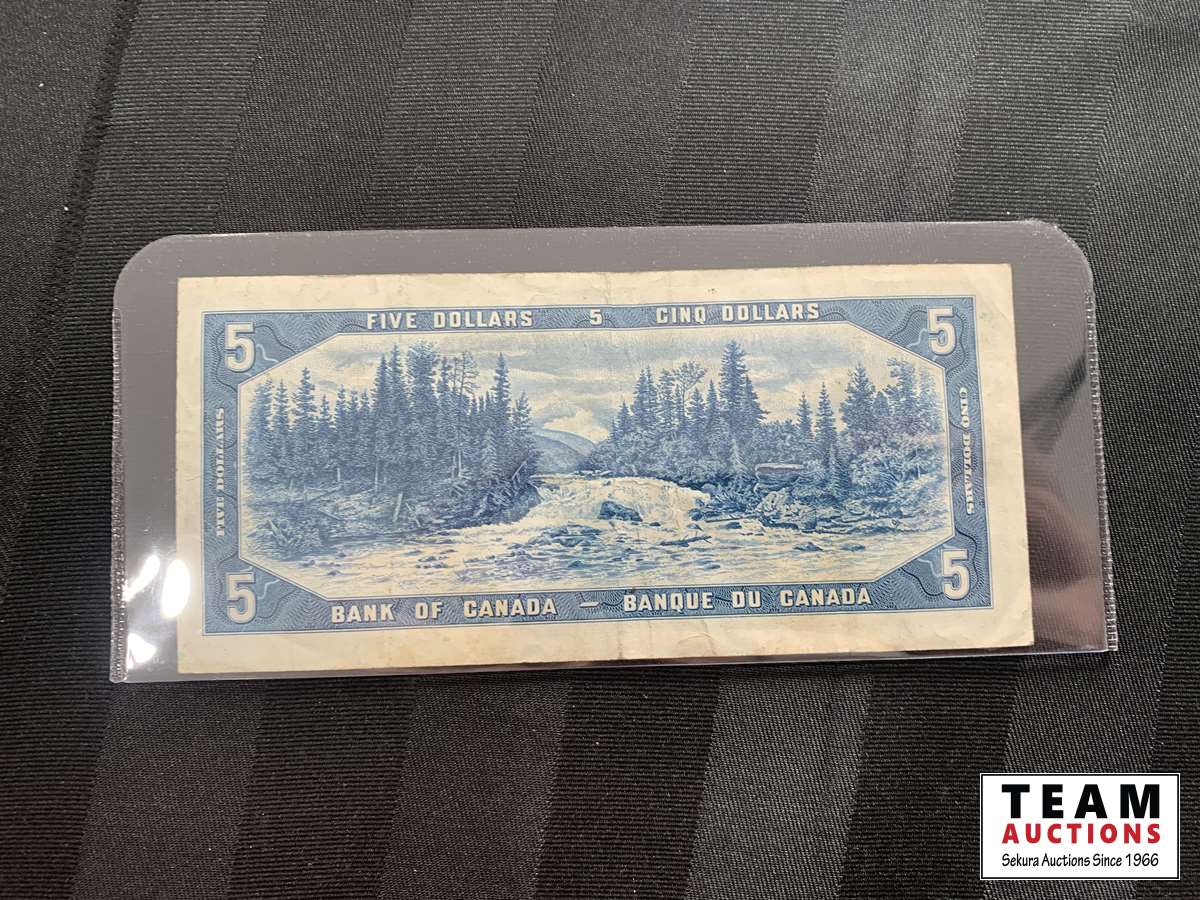 FIVE DOLLARS 5 CINQ DOLLARS
5
5
FIVE DOLLARS
CINQ DOLLARS
5
5
BANK OF CANADA – BANQUE DU CANADA
TEAM
AUCTIONS
Sekura Auctions Since 1966